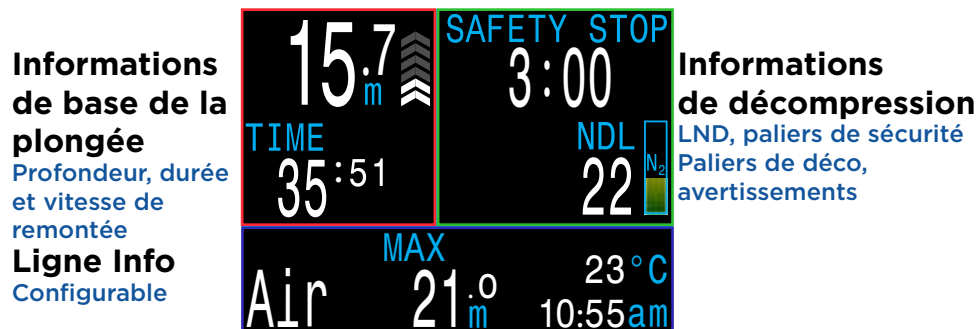 Informations
de base de la
plongée
Profondeur, durée
et vitesse de
remontée
Ligne Info
Configurable
15.7
m
TIME
35:51
SAFETY STOP
3:00
NDL
22
N2
MAX
Air
21.0
m
23°C
10:55am
Informations
de décompression
LND, paliers de sécurité
Paliers de déco,
avertissements